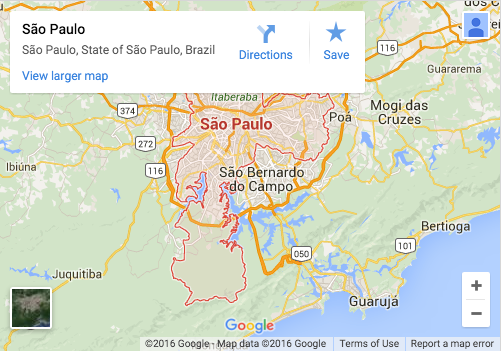 São Paulo
São Paulo, State of São Paulo, Brazil
View larger map
Directions
Save
dos C
116
Guararema
Itaberaba
374
São Paulo
Poá
Mogi das
Cruzes
272
116
Ibiúna
São Bernardo
do Campo
Bertioga
101
050
Juquitiba
Guarujá
+
−
Google
©2016 Google - Map data ©2016 Google
Terms of Use
Report a map error